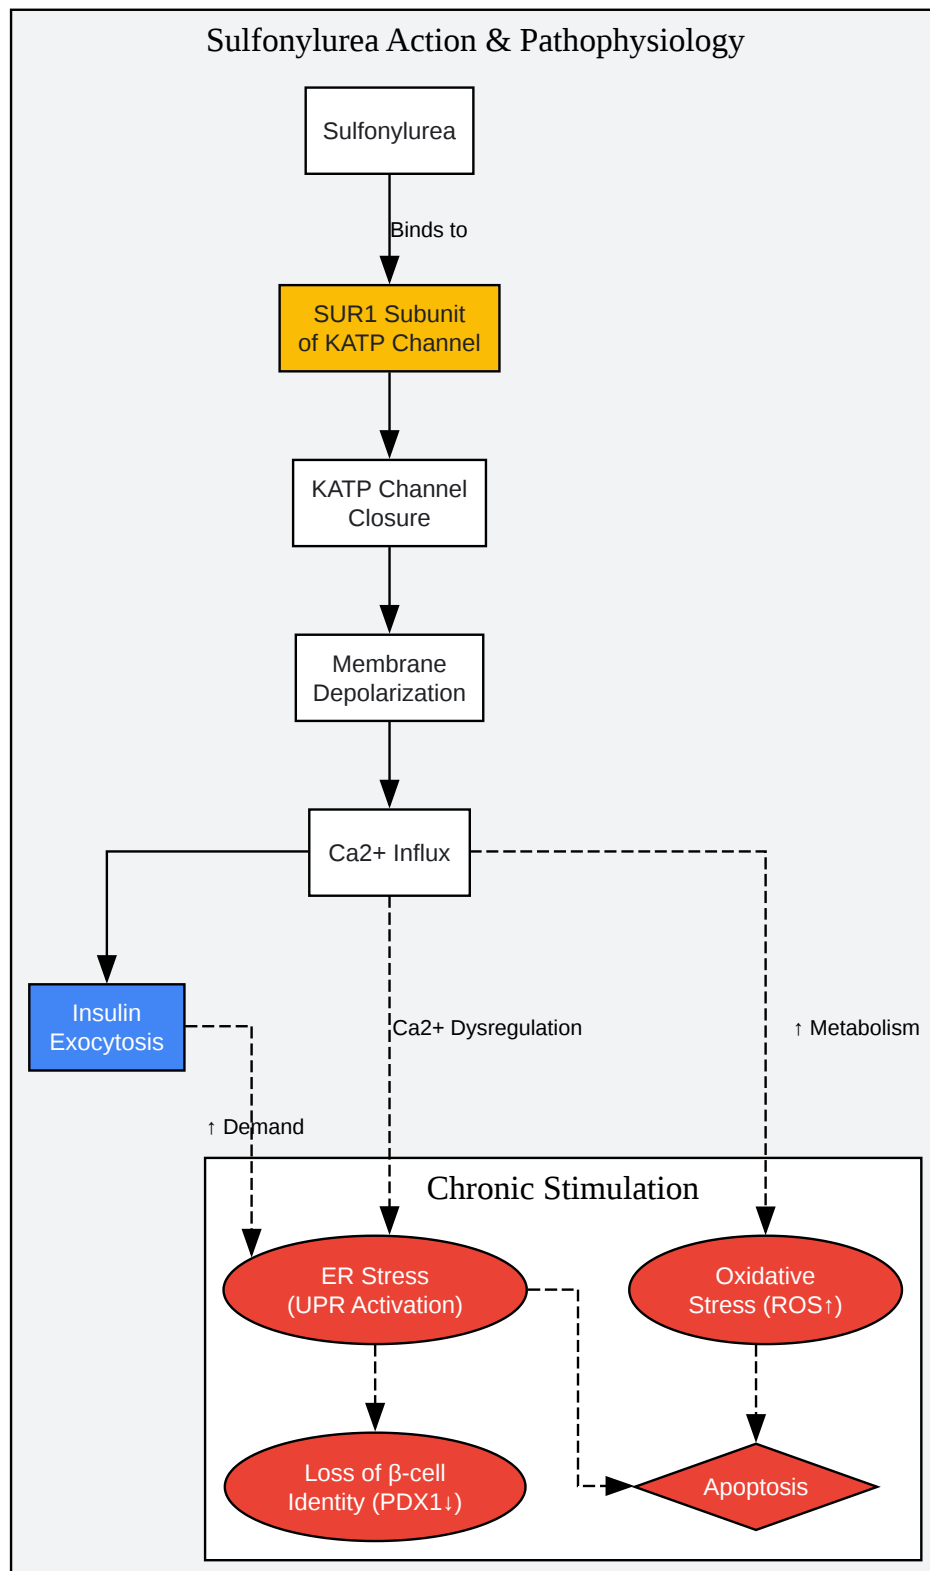 Sulfonylurea Action & Pathophysiology
Sulfonylurea
Binds to
SUR1 Subunit
of KATP Channel
KATP Channel
Closure
Membrane
Depolarization
Ca2+ Influx
Insulin
Exocytosis
Ca2+ Dysregulation
↑ Metabolism
↑ Demand
Chronic Stimulation
ER Stress
(UPR Activation)
Oxidative
Stress (ROS↑)
Loss of β-cell
Identity (PDX1↓)
Apoptosis